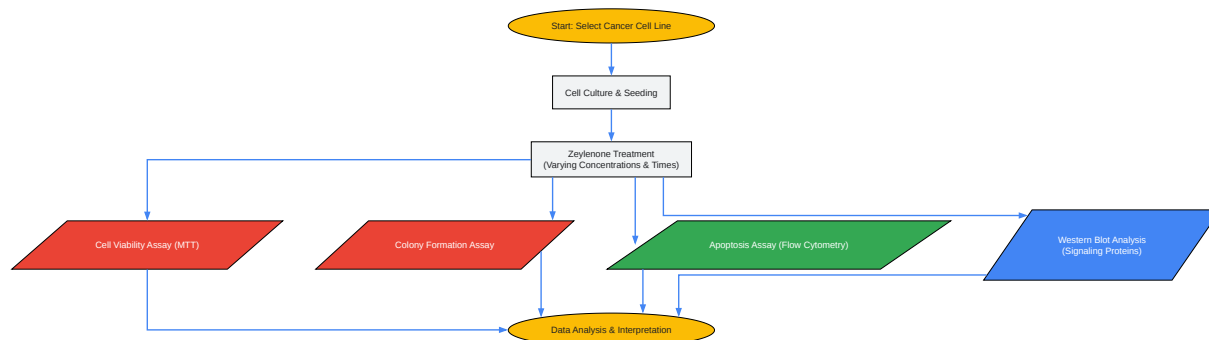 Start: Select Cancer Cell Line
Cell Culture & Seeding
Zeylenone Treatment
(Varying Concentrations & Times)
Cell Viability Assay (MTT)
Colony Formation Assay
Apoptosis Assay (Flow Cytometry)
Western Blot Analysis
(Signaling Proteins)
Data Analysis & Interpretation